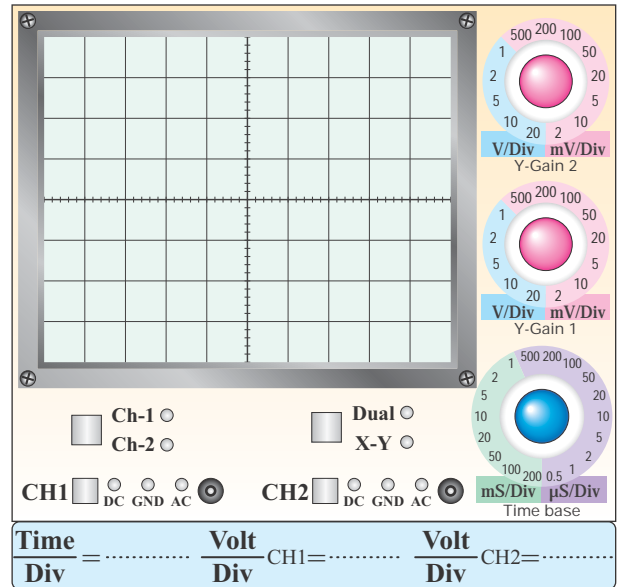 500 200 100
1 50
2 20
5 10
10 5
20 2
V/Div mV/Div
Y-Gain 2
500 200 100
1 50
2 20
5 10
10 5
20 2
V/Div mV/Div
Y-Gain 1
1 500 200 100
2 50
5 20
10 10
20 5
50 2
100 200 0.5 1
mS/Div µS/Div
Time base
Ch-1 Dual
Ch-2 X-Y
CH1 DC GND AC CH2 DC GND AC
Time Volt Volt
= ............... CH1= ............ CH2= ............
Div Div Div